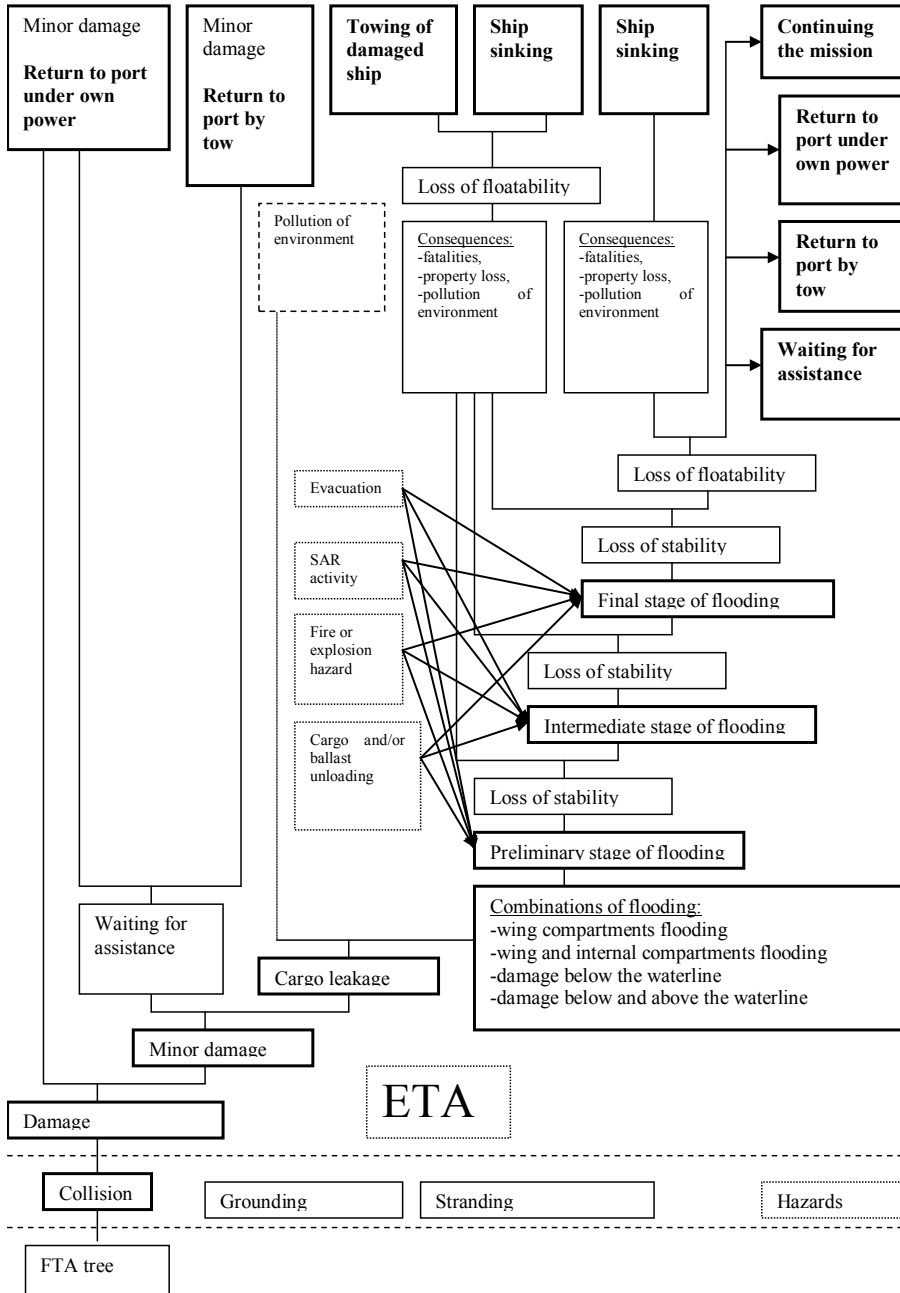 Minor damage
Return to port
under own
power
Minor
damage
Return to
port by
tow
Towing of
damaged
ship
Ship
sinking
Ship
sinking
Continuing
the mission
Return to
port under
own power
Return to
port by
tow
Waiting for
assistance
Loss of floatability
Pollution of
environment
Consequences:
-fatalities,
-property loss,
-pollution of
environment
Consequences:
-fatalities,
-property loss,
-pollution of
environment
Loss of floatability
Evacuation
Loss of stability
SAR
activity
Final stage of flooding
Fire or
explosion
hazard
Loss of stability
Intermediate stage of flooding
Cargo and/or
ballast
unloading
Loss of stability
Preliminary stage of flooding
Combinations of flooding:
-wing compartments flooding
-wing and internal compartments flooding
-damage below the waterline
-damage below and above the waterline
Waiting for
assistance
Cargo leakage
Minor damage
ETA
Damage
Collision
Grounding
Stranding
Hazards
FTA tree